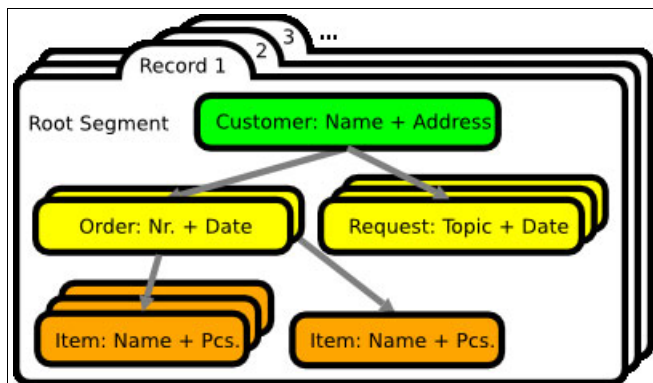 3 ...
2
Record 1
Root Segment
Customer: Name + Address
Order: Nr. + Date
Request: Topic + Date
Item: Name + Pcs.
Item: Name + Pcs.